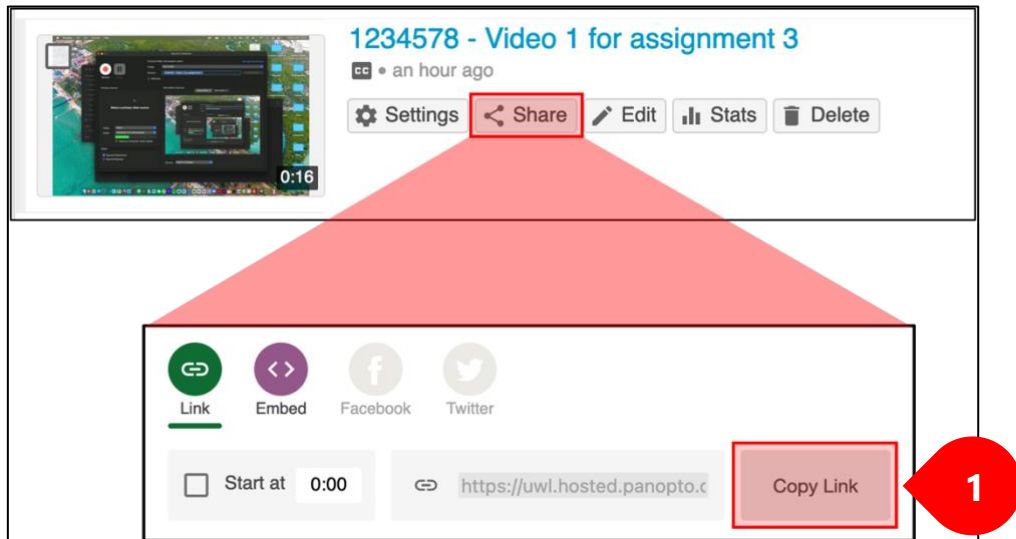 1234578 - Video 1 for assignment 3
CC • an hour ago
Settings Share Edit Stats Delete
0:16
Link Embed Facebook Twitter
Start at 0:00 https://uwl.hosted.panopto.c Copy Link
1